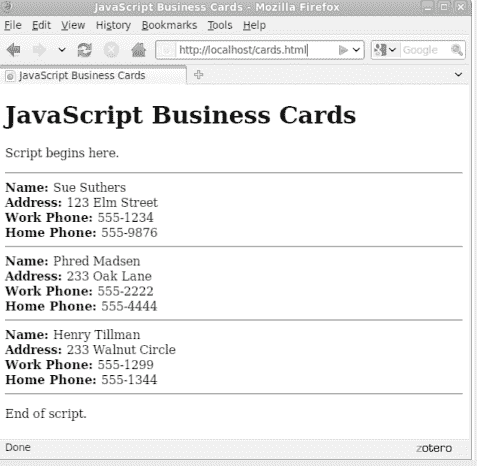 JavaScript Business Cards - Mozilla Firefox
File Edit View History Bookmarks Tools Help
http://localhost/cards.html Google
JavaScript Business Cards
JavaScript Business Cards
Script begins here.
Name: Sue Suthers
Address: 123 Elm Street
Work Phone: 555-1234
Home Phone: 555-9876
Name: Phred Madsen
Address: 233 Oak Lane
Work Phone: 555-2222
Home Phone: 555-4444
Name: Henry Tillman
Address: 233 Walnut Circle
Work Phone: 555-1299
Home Phone: 555-1344
End of script.
Done zotero